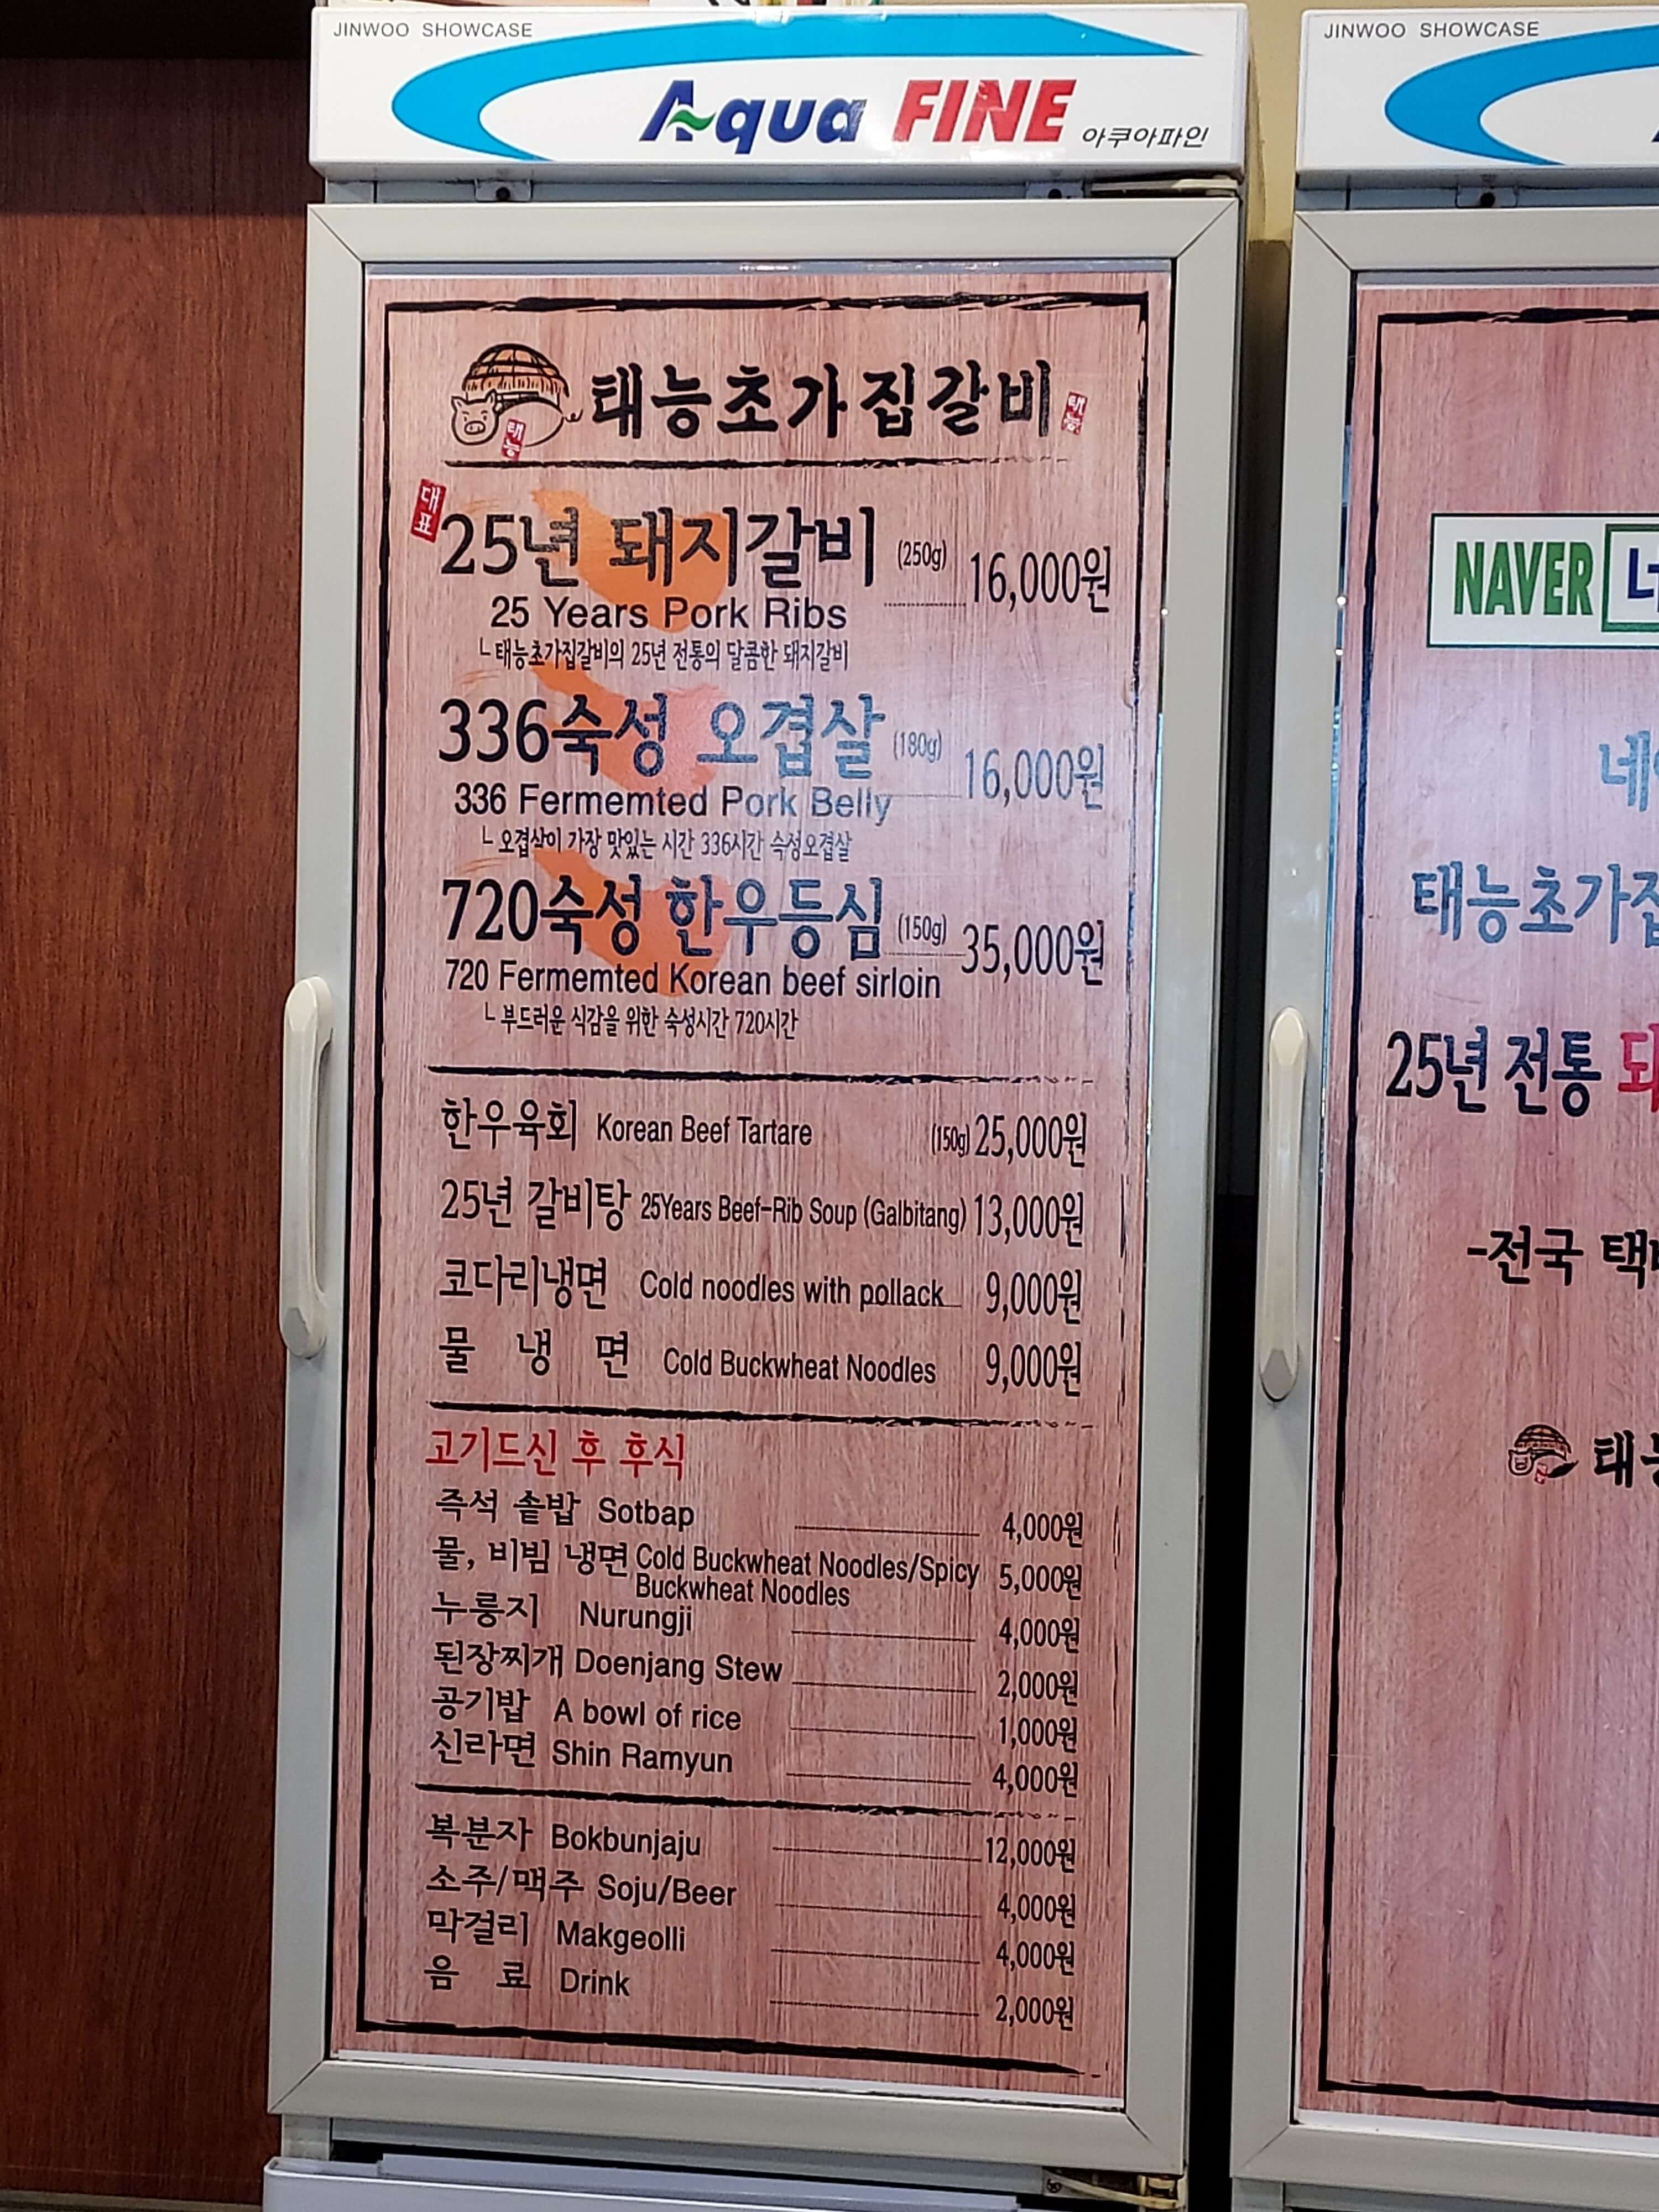 JINWOO SHOWCASE
Aqua FINE 아쿠아파인
태능초가집갈비
태능
태능
대표
25년 돼지갈비 (250g) 16,000원
25 Years Pork Ribs
ㄴ태능초가집갈비의 25년 전통의 달콤한 돼지갈비
336숙성 오겹살 (180g) 16,000원
336 Fermemted Pork Belly
ㄴ오겹살이 가장 맛있는 시간 336시간 숙성오겹살
720숙성 한우등심 (150g) 35,000원
720 Fermemted Korean beef sirloin
ㄴ부드러운 식감을 위한 숙성시간 720시간
한우육회 Korean Beef Tartare (150g) 25,000원
25년 갈비탕 25Years Beef-Rib Soup (Galbitang) 13,000원
코다리냉면 Cold noodles with pollack 9,000원
물 냉 면 Cold Buckwheat Noodles 9,000원
고기드신 후 후식
즉석 솥밥 Sotbap 4,000원
물, 비빔 냉면 Cold Buckwheat Noodles/Spicy 5,000원
Buckwheat Noodles
누룽지 Nurungji 4,000원
된장찌개 Doenjang Stew 2,000원
공기밥 A bowl of rice 1,000원
신라면 Shin Ramyun 4,000원
복분자 Bokbunjaju 12,000원
소주/맥주 Soju/Beer 4,000원
막걸리 Makgeolli 4,000원
음 료 Drink 2,000원
JINWOO SHOWCASE
NAVER
태능초가집
25년 전통
-전국